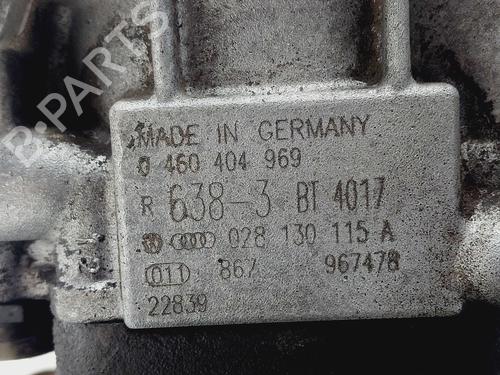 B-PARTS
MADE IN GERMANY
0 460 404 969
R 638-3 BT 4017
028 130 115 A
011 867 967478
22839